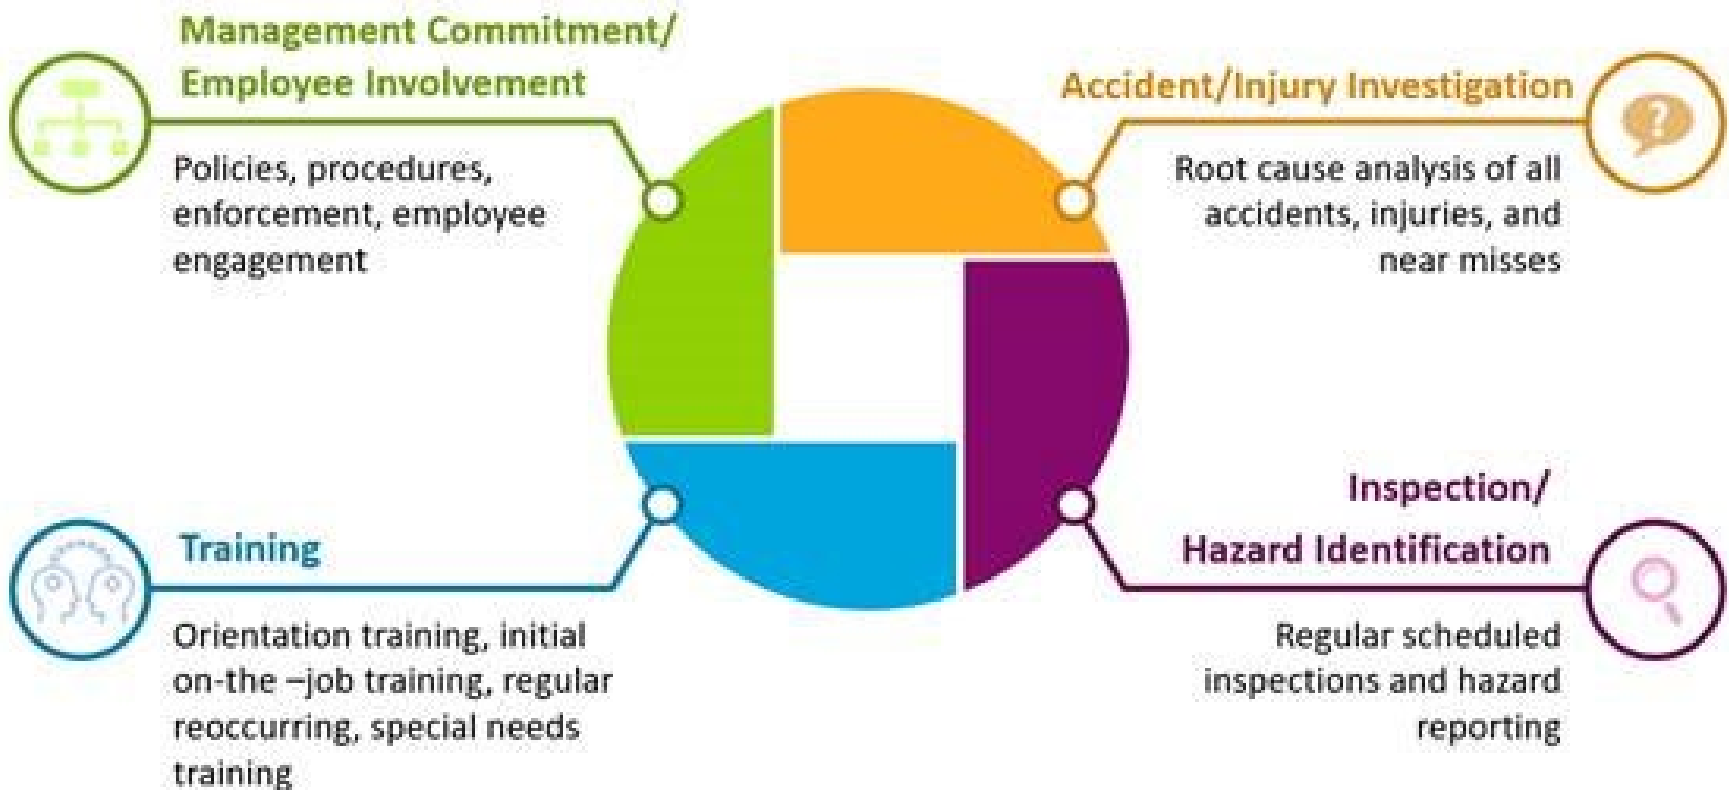 Management Commitment/
Employee Involvement
Policies, procedures,
enforcement, employee
engagement
Accident/Injury Investigation
?
Root cause analysis of all
accidents, injuries, and
near misses
Training
Orientation training, initial
on-the –job training, regular
reoccurring, special needs
training
Inspection/
Hazard Identification
Regular scheduled
inspections and hazard
reporting